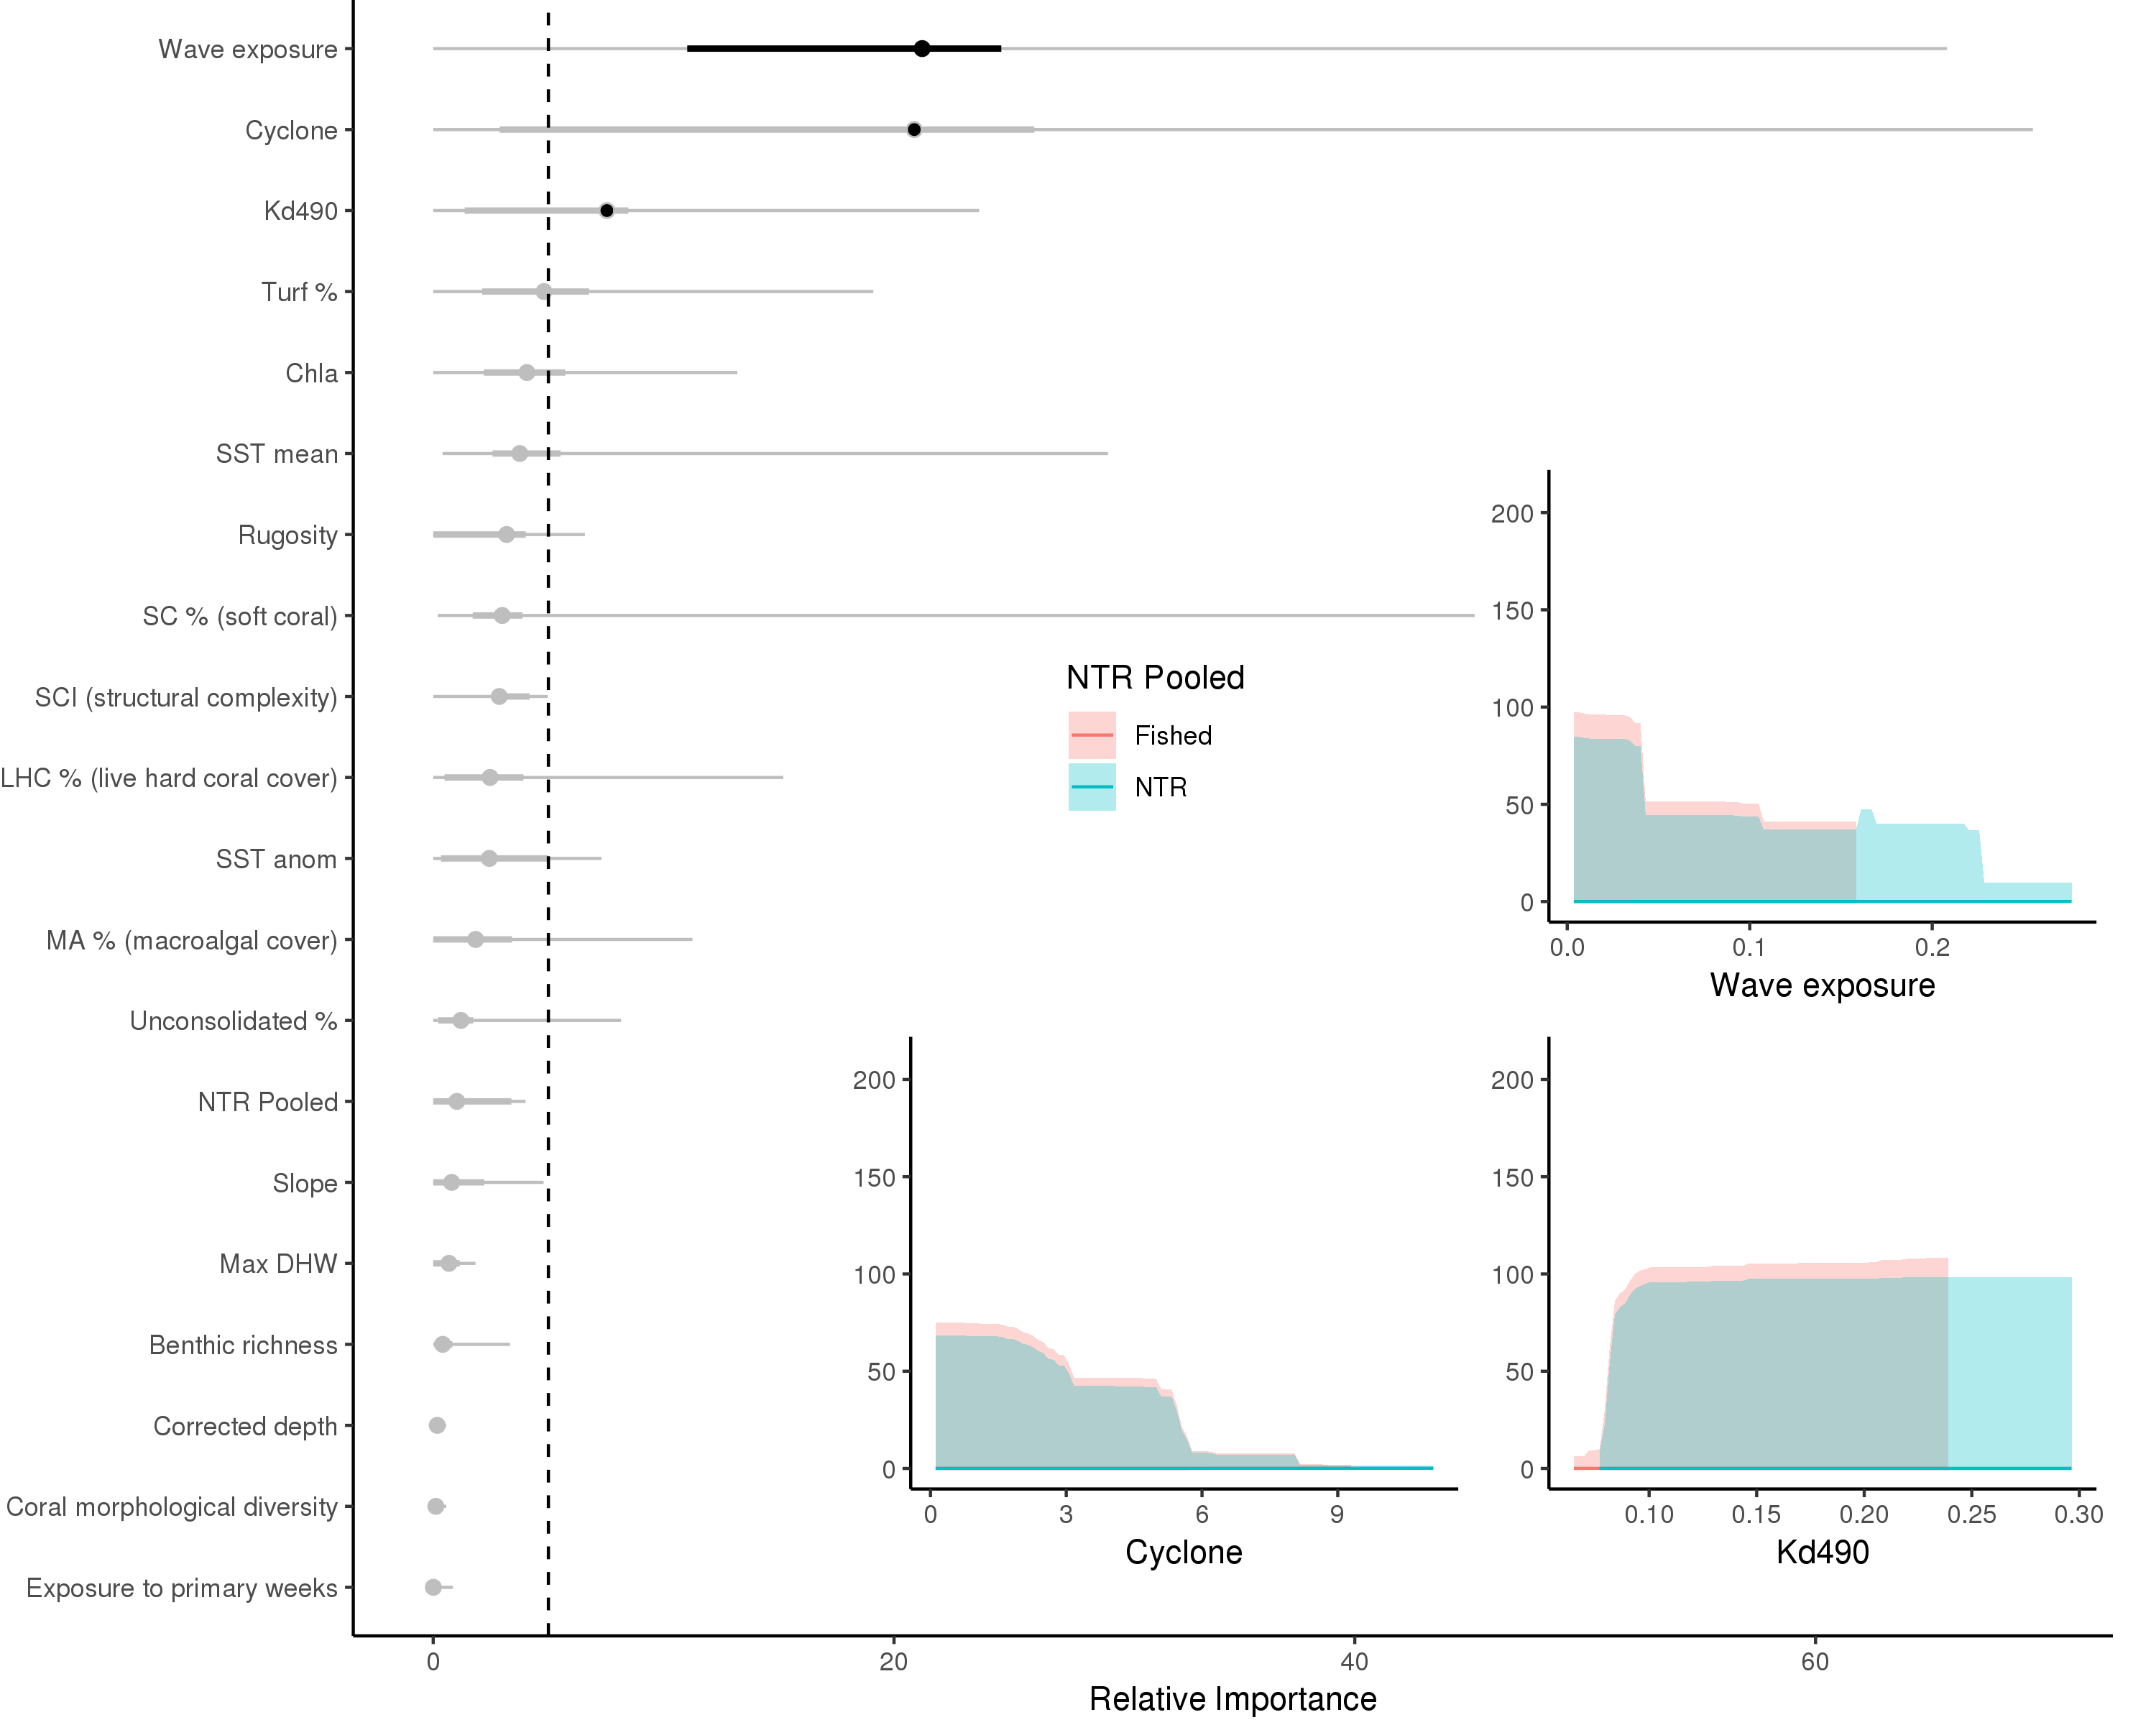 Wave exposure
Cyclone
Kd490
Turf %
Chla
SST mean
Rugosity
SC % (soft coral)
SCI (structural complexity)
LHC % (live hard coral cover)
SST anom
MA % (macroalgal cover)
Unconsolidated %
NTR Pooled
Slope
Max DHW
Benthic richness
Corrected depth
Coral morphological diversity
Exposure to primary weeks
0 20 40 60
Relative Importance
NTR Pooled
Fished
NTR
200
150
100
50
0
0.0 0.1 0.2
Wave exposure
200
150
100
50
0
0 3 6 9
Cyclone
200
150
100
50
0
0.10 0.15 0.20 0.25 0.30
Kd490